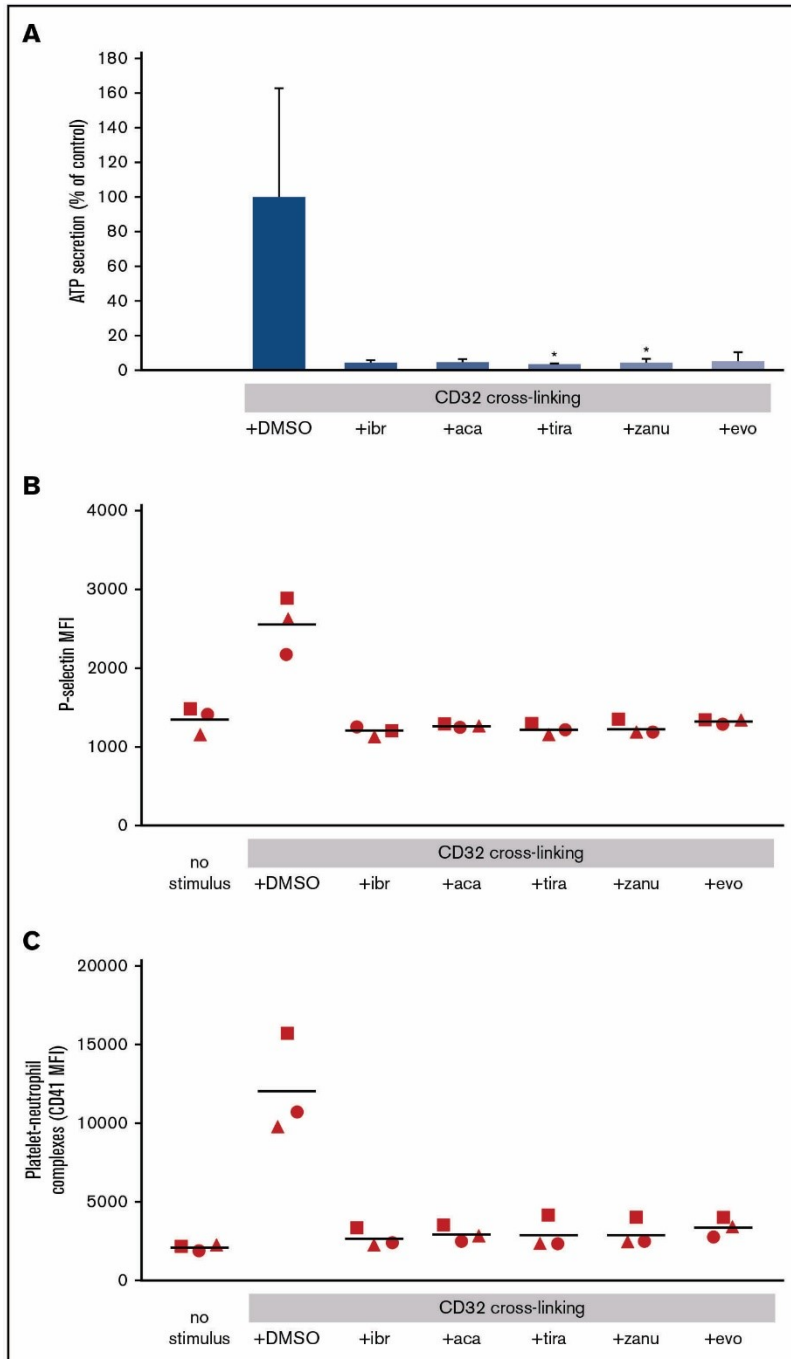 A
180
160
140
120
100
80
60
40
20
0
ATP secretion (% of control)
*
*
CD32 cross-linking
+DMSO +ibr +aca +tira +zanu +evo
B
4000
3000
2000
1000
0
P-selectin MFI
CD32 cross-linking
no
stimulus
+DMSO +ibr +aca +tira +zanu +evo
C
20000
15000
10000
5000
0
Platelet-neutrophil
complexes (CD41 MFI)
CD32 cross-linking
no
stimulus
+DMSO +ibr +aca +tira +zanu +evo